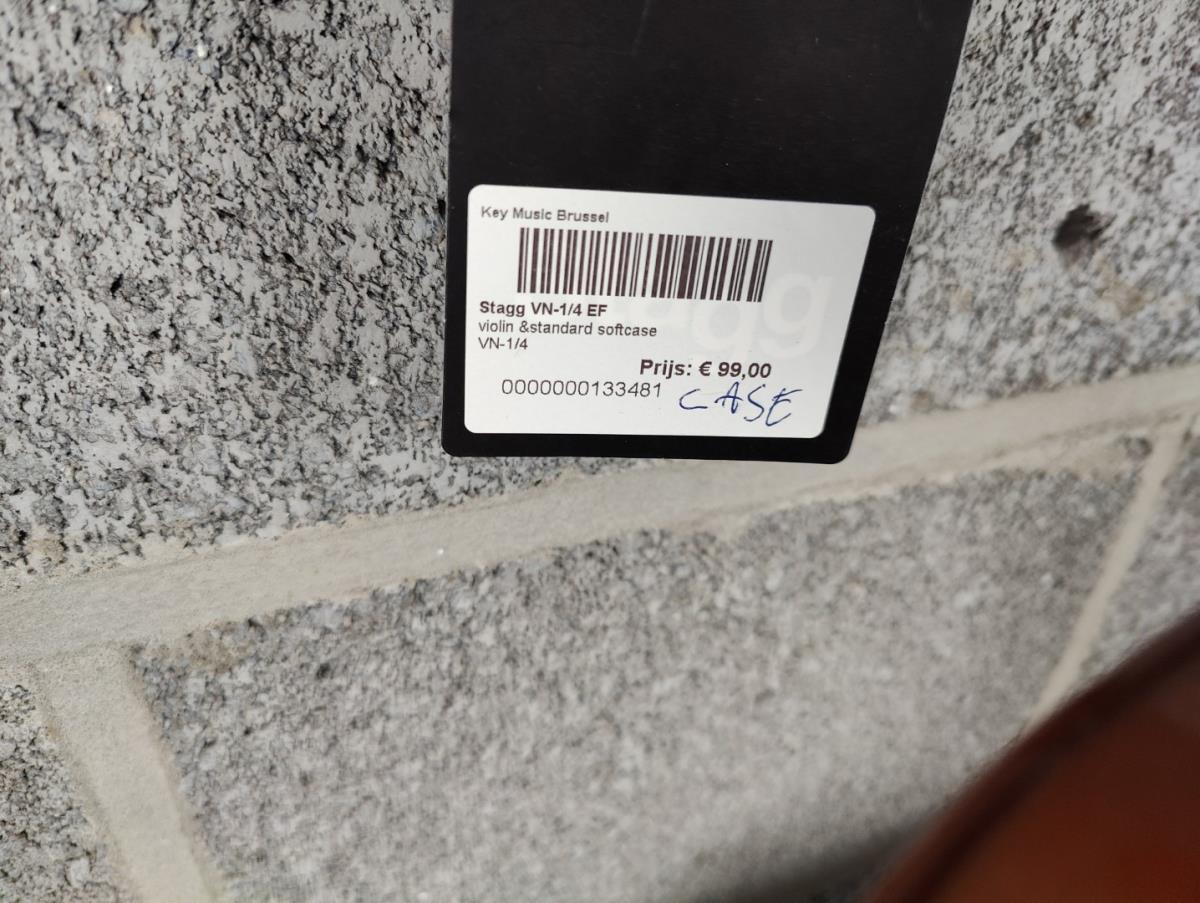 Key Music Brussel
Stagg VN-1/4 EF
violin &standard softcase
VN-1/4
Prijs: € 99,00
0000000133481
CASE